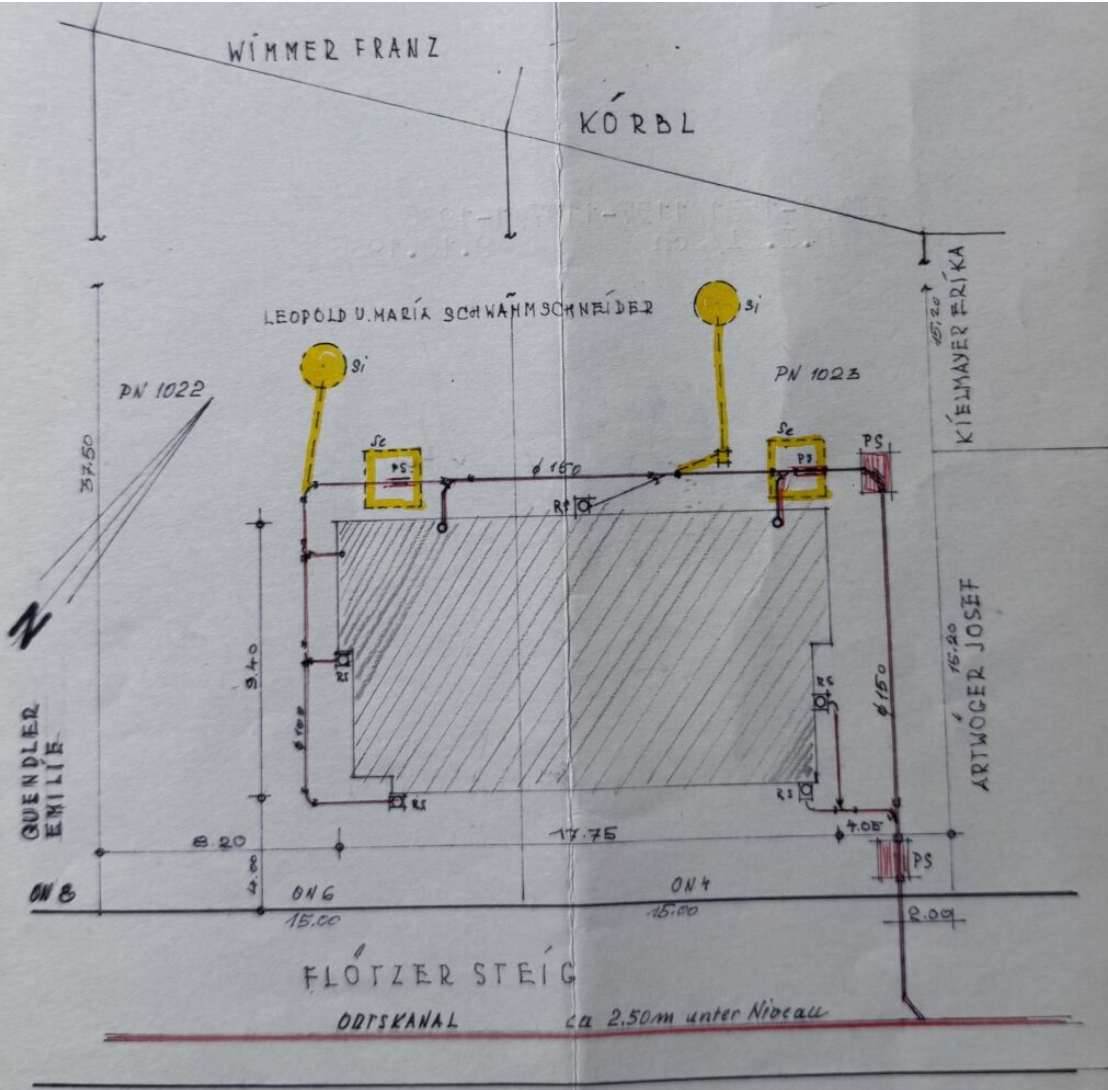 WIMMER FRANZ
KÖRBL
LEOPOLD U. MARIA SCHWAMMSCHNEIDER
Si
Si
PN 1022
PN 1023
KIELMAYER ERIKA
15.20
37.50
Sc
PS
Ø 150
RS
Sc
PS
PS
N
9.40
RS
RS
Ø 150
15.20
ARTWÖGER JOSEF
QUENDLER
EMILIE
RS
RS
8.20
17.75
4.05
4.00
PS
ON 8
ON 6
ON 4
15.00
15.00
2.00
FLÖTZER STEIG
ORTSKANAL ca 2.50m unter Niveau